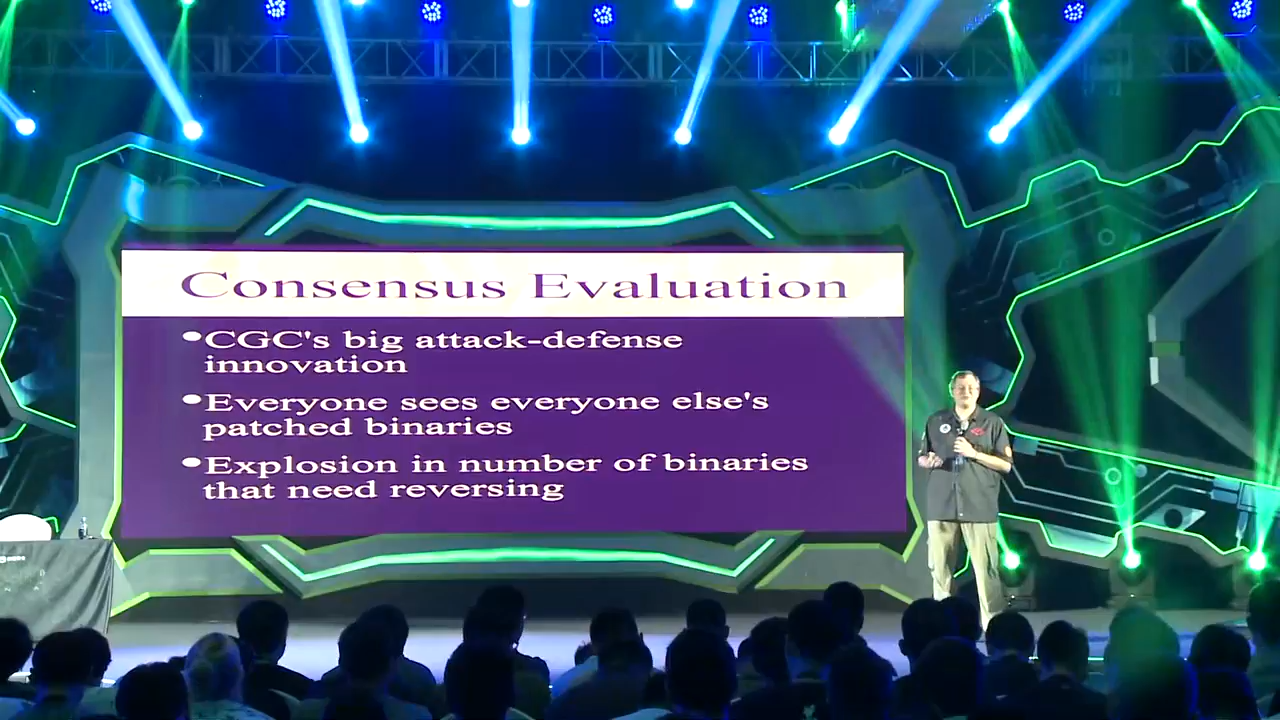 Consensus Evaluation
•CGC's big attack-defense
innovation
•Everyone sees everyone else's
patched binaries
•Explosion in number of binaries
that need reversing